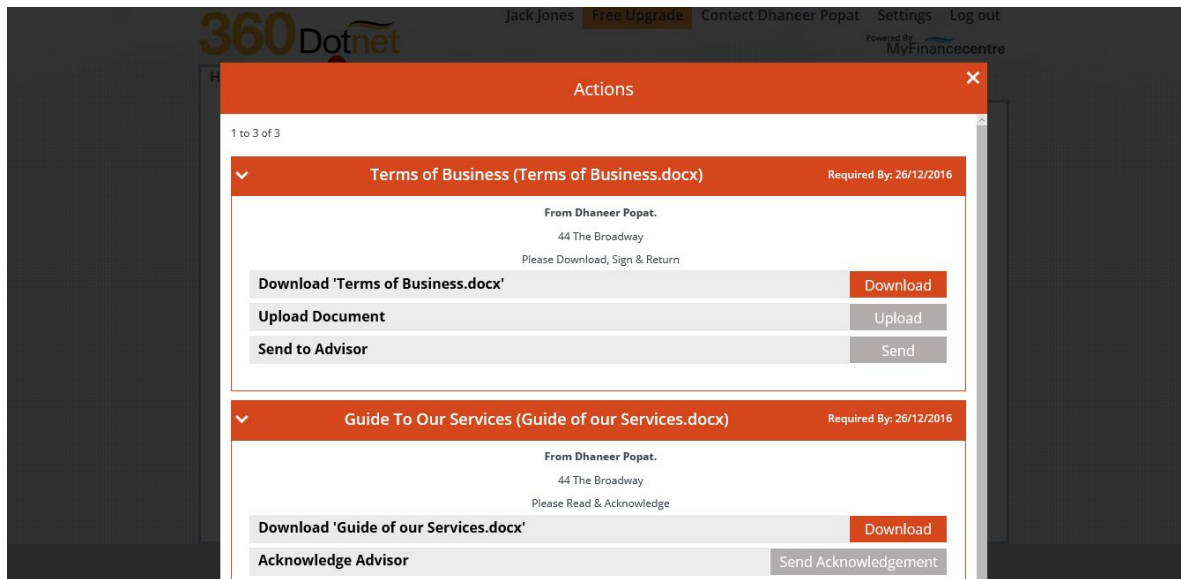 Jack Jones Free Upgrade Contact Dhaneer Popat Settings Log out
360 Dotnet
Powered By
MyFinancecentre
H
Actions
1 to 3 of 3
Terms of Business (Terms of Business.docx) Required By: 26/12/2016
From Dhaneer Popat.
44 The Broadway
Please Download, Sign & Return
Download 'Terms of Business.docx' Download
Upload Document Upload
Send to Advisor Send
Guide To Our Services (Guide of our Services.docx) Required By: 26/12/2016
From Dhaneer Popat.
44 The Broadway
Please Read & Acknowledge
Download 'Guide of our Services.docx' Download
Acknowledge Advisor Send Acknowledgement